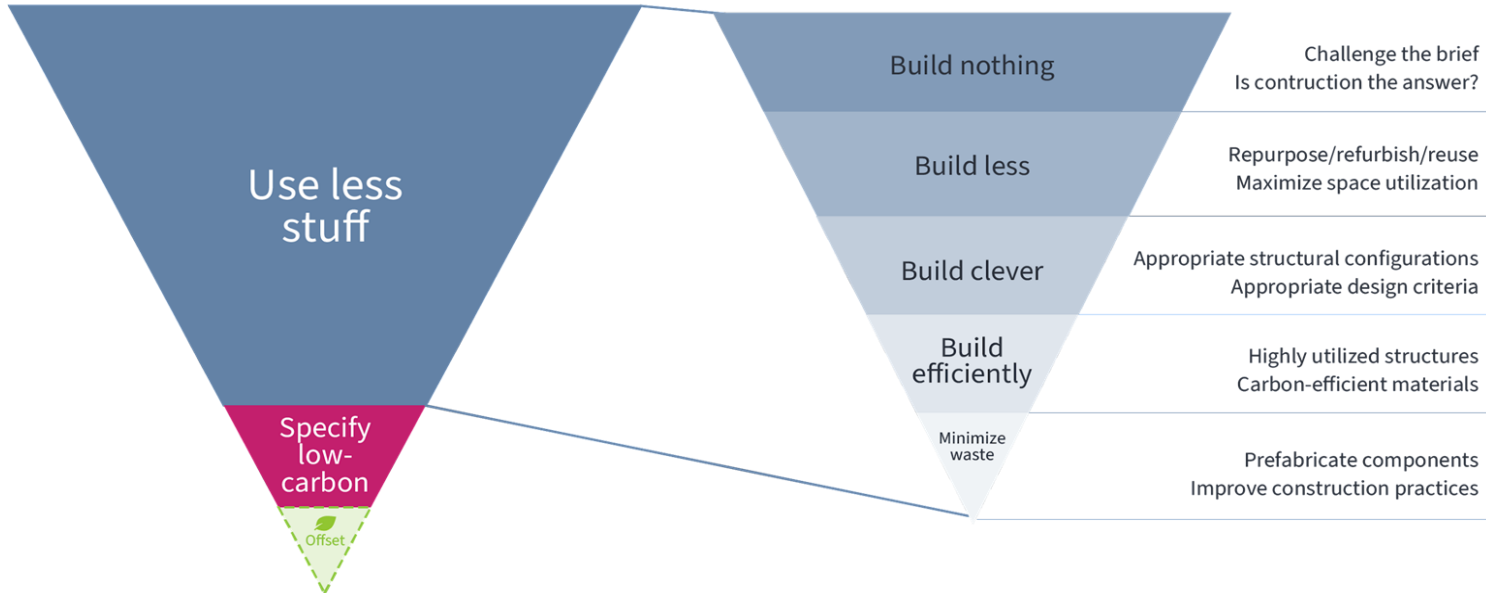 Use less
stuff
Specify
low-
carbon
Offset
Build nothing
Challenge the brief
Is contruction the answer?
Build less
Repurpose/refurbish/reuse
Maximize space utilization
Build clever
Appropriate structural configurations
Appropriate design criteria
Build
efficiently
Highly utilized structures
Carbon-efficient materials
Minimize
waste
Prefabricate components
Improve construction practices